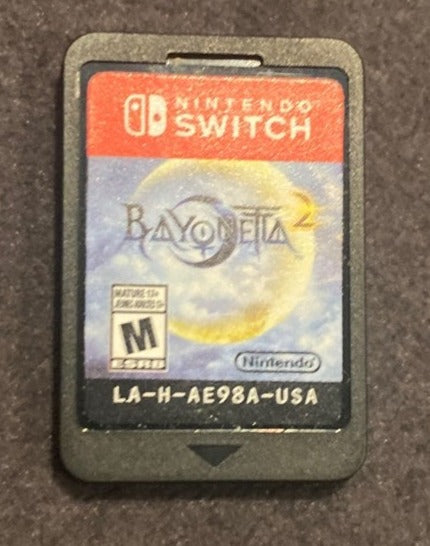 NINTENDO
SWITCH
BAYONETTA 2
MATURE 17+
M
ESRB
Nintendo
LA-H-AE98A-USA